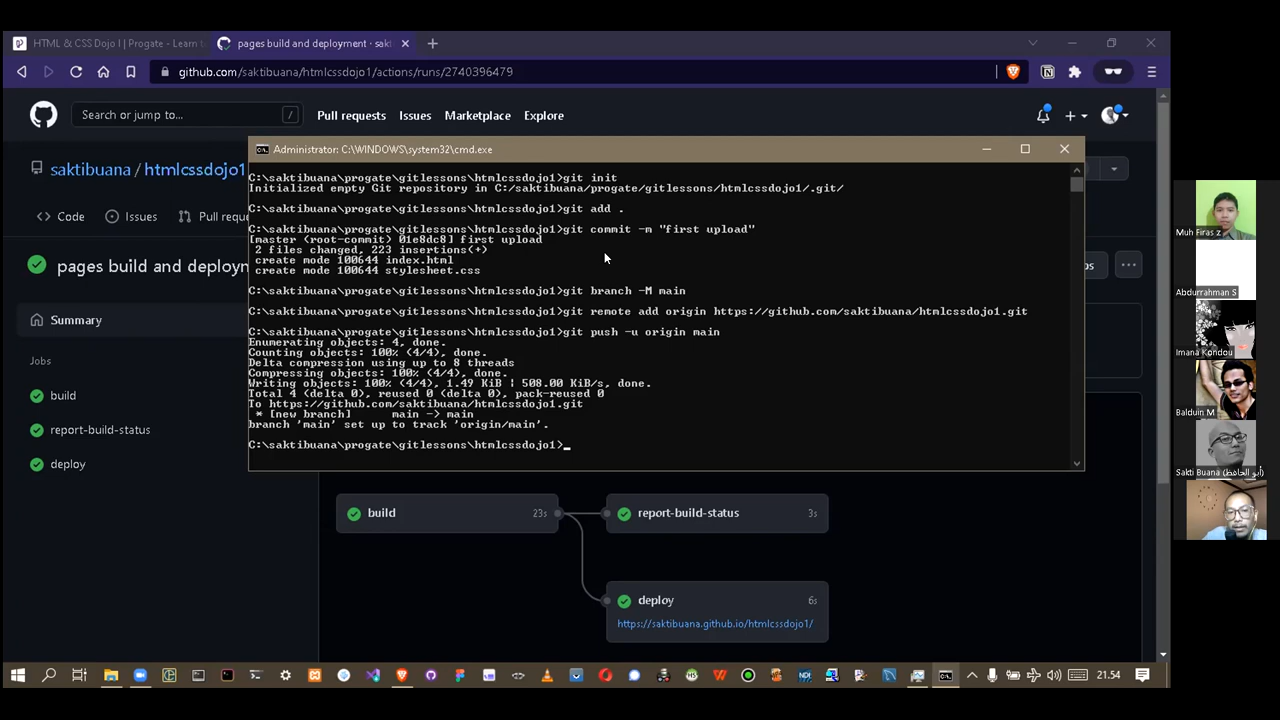 HTML & CSS Dojo I | Progate - Learn t
pages build and deployment · sakt
github.com/saktibuana/htmlcssdojo1/actions/runs/2740396479
Search or jump to...
/
Pull requests
Issues
Marketplace
Explore
saktibuana / htmlcssdojo1
Code
Issues
Pull reque
pages build and deploym
Summary
Jobs
build
report-build-status
deploy
Administrator: C:\WINDOWS\system32\cmd.exe
C:\saktibuana\progate\gitlessons\htmlcssdojo1>git init
Initialized empty Git repository in C:/saktibuana/progate/gitlessons/htmlcssdojo1/.git/
C:\saktibuana\progate\gitlessons\htmlcssdojo1>git add .
C:\saktibuana\progate\gitlessons\htmlcssdojo1>git commit -m "first upload"
[master (root-commit) 01e8dc8] first upload
2 files changed, 223 insertions(+)
create mode 100644 index.html
create mode 100644 stylesheet.css
C:\saktibuana\progate\gitlessons\htmlcssdojo1>git branch -M main
C:\saktibuana\progate\gitlessons\htmlcssdojo1>git remote add origin https://github.com/saktibuana/htmlcssdojo1.git
C:\saktibuana\progate\gitlessons\htmlcssdojo1>git push -u origin main
Enumerating objects: 4, done.
Counting objects: 100% (4/4), done.
Delta compression using up to 8 threads
Compressing objects: 100% (4/4), done.
Writing objects: 100% (4/4), 1.49 KiB | 508.00 KiB/s, done.
Total 4 (delta 0), reused 0 (delta 0), pack-reused 0
To https://github.com/saktibuana/htmlcssdojo1.git
* [new branch] main -> main
branch 'main' set up to track 'origin/main'.
C:\saktibuana\progate\gitlessons\htmlcssdojo1>_
build
23s
report-build-status
3s
deploy
6s
https://saktibuana.github.io/htmlcssdojo1/
Muh Firas z
Abdurrahman S
Imana Kondou
Balduin M
Sakti Buana (أبو الحافظ)
21.54